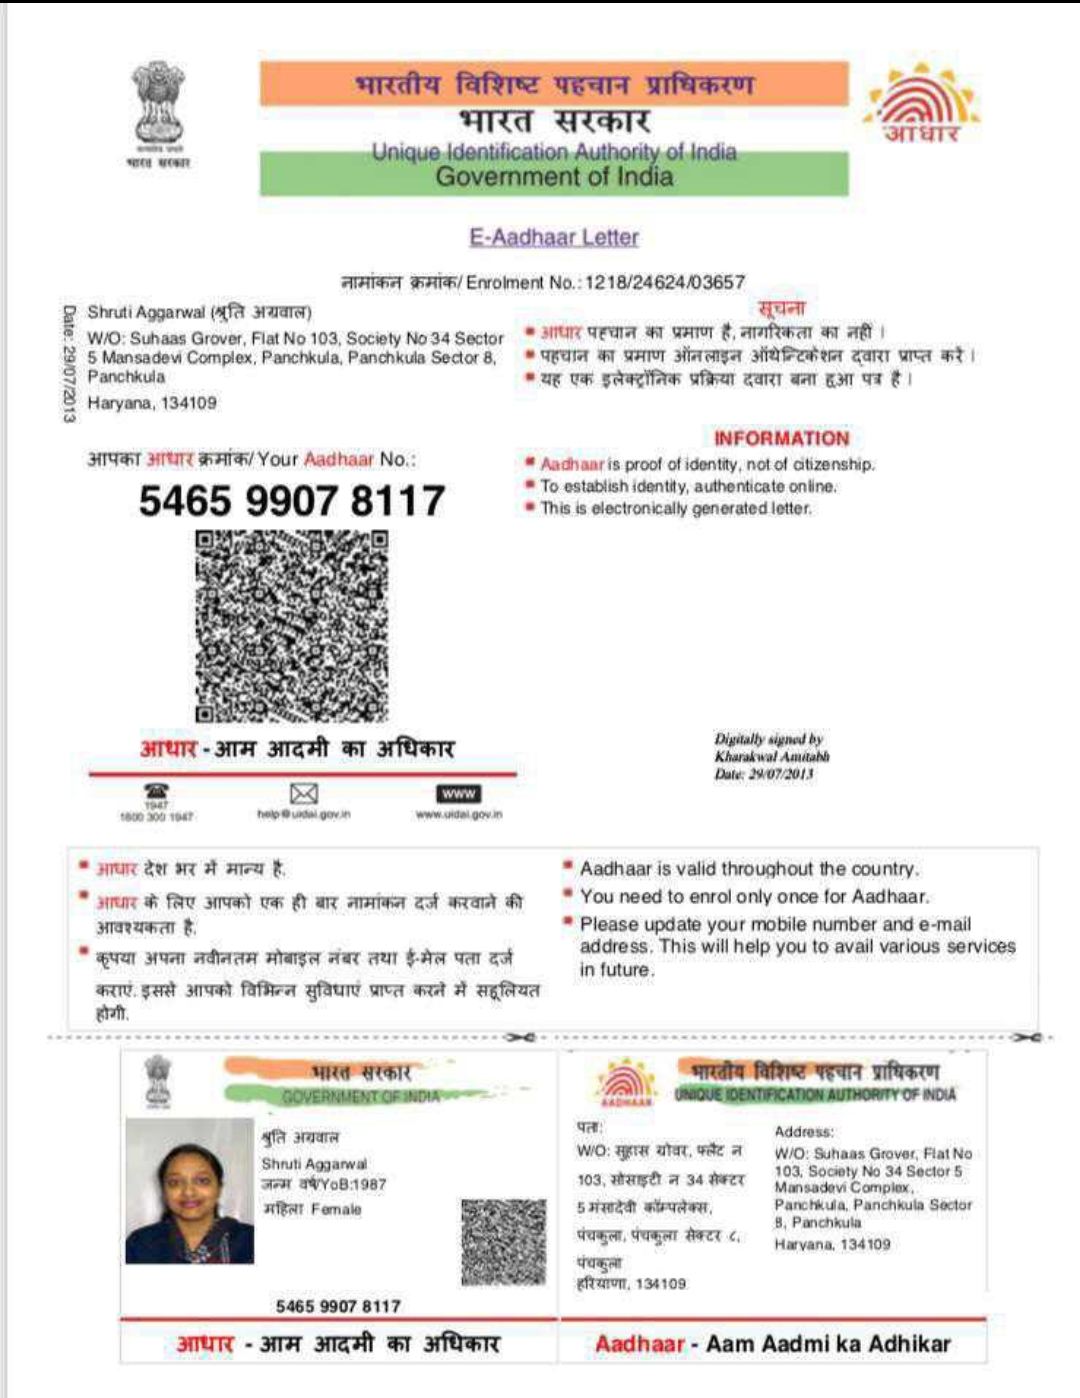 भारतीय विशिष्ट पहचान प्राधिकरण
भारत सरकार
Unique Identification Authority of India
Government of India
भारत सरकार
आधार
E-Aadhaar Letter
नामांकन क्रमांक/ Enrolment No.: 1218/24624/03657
Date: 29/07/2013
Shruti Aggarwal (श्रुति अग्रवाल)
W/O: Suhaas Grover, Flat No 103, Society No 34 Sector
5 Mansadevi Complex, Panchkula, Panchkula Sector 8,
Panchkula
Haryana, 134109
सूचना
आधार पहचान का प्रमाण है, नागरिकता का नहीं ।
पहचान का प्रमाण ऑनलाइन ऑथेन्टिकेशन द्वारा प्राप्त करें ।
यह एक इलेक्ट्रॉनिक प्रक्रिया द्वारा बना हुआ पत्र है ।
आपका आधार क्रमांक/ Your Aadhaar No.:
5465 9907 8117
INFORMATION
Aadhaar is proof of identity, not of citizenship.
To establish identity, authenticate online.
This is electronically generated letter.
आधार - आम आदमी का अधिकार
Digitally signed by
Kharakwal Amitabh
Date: 29/07/2013
1947
1800 300 1947
help@uidai.gov.in
www
www.uidai.gov.in
आधार देश भर में मान्य है.
आधार के लिए आपको एक ही बार नामांकन दर्ज करवाने की
आवश्यकता है.
कृपया अपना नवीनतम मोबाइल नंबर तथा ई-मेल पता दर्ज
कराएं. इससे आपको विभिन्न सुविधाएं प्राप्त करने में सहूलियत
होगी.
Aadhaar is valid throughout the country.
You need to enrol only once for Aadhaar.
Please update your mobile number and e-mail
address. This will help you to avail various services
in future.
भारत सरकार
GOVERNMENT OF INDIA
श्रुति अग्रवाल
Shruti Aggarwal
जन्म वर्ष/YoB:1987
महिला Female
5465 9907 8117
आधार - आम आदमी का अधिकार
AADHAAR
भारतीय विशिष्ट पहचान प्राधिकरण
UNIQUE IDENTIFICATION AUTHORITY OF INDIA
पता:
W/O: सुहास ग्रोवर, फ्लैट न
103, सोसाइटी न 34 सेक्टर
5 मंसादेवी कॉम्पलेक्स,
पंचकुला, पंचकुला सेक्टर ८,
पंचकुला
हरियाणा, 134109
Address:
W/O: Suhaas Grover, Flat No
103, Society No 34 Sector 5
Mansadevi Complex,
Panchkula, Panchkula Sector
8, Panchkula
Haryana, 134109
Aadhaar - Aam Aadmi ka Adhikar